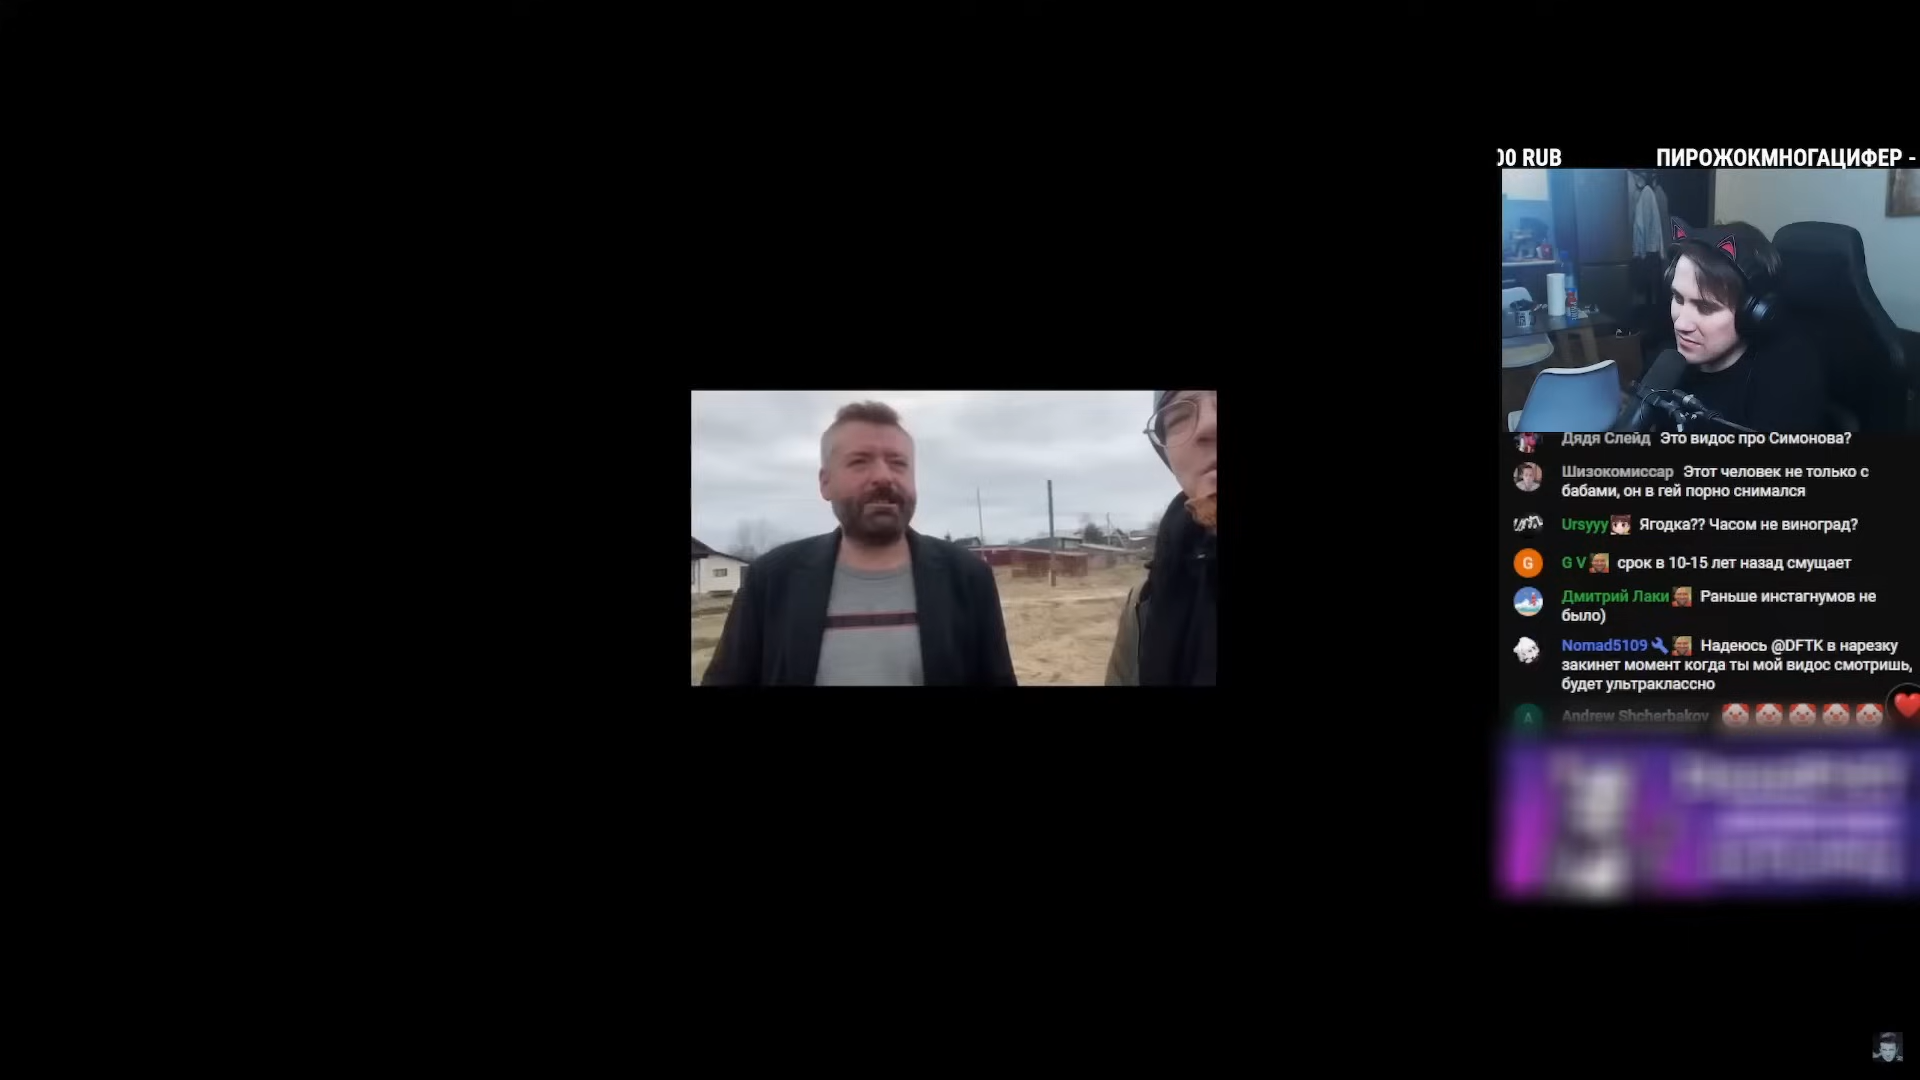 00 RUB ПИРОЖОКМНОГАЦИФЕР -
Дядя Слейд Это видос про Симонова?
Шизокомиссар Этот человек не только с
бабами, он в гей порно снимался
Ursyyy Ягодка?? Часом не виноград?
G
G V срок в 10-15 лет назад смущает
Дмитрий Лаки Раньше инстагнумов не
было)
Nomad5109 Надеюсь @DFTK в нарезку
закинет момент когда ты мой видос смотришь,
будет ультраклассно
A
Andrew Shcherbakov